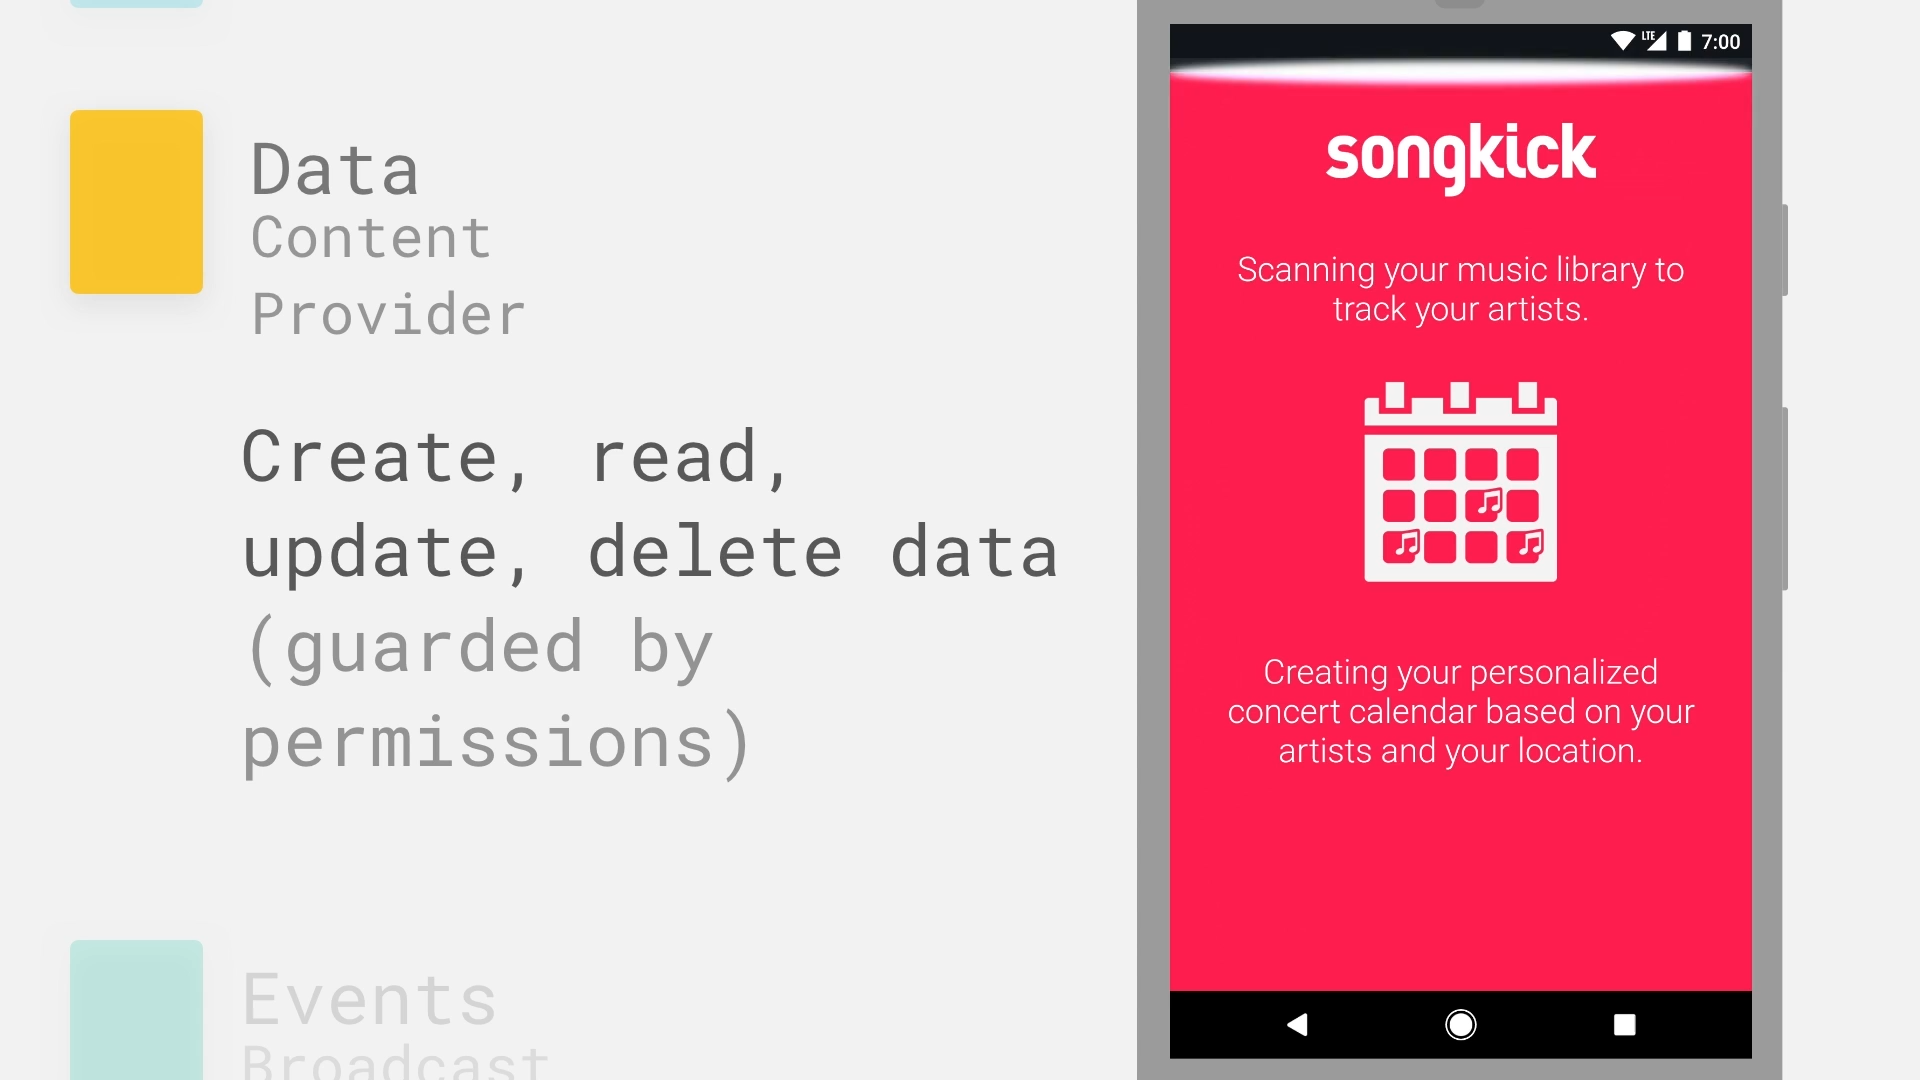 Data
Content
Provider
Create, read,
update, delete data
(guarded by
permissions)
Events
Broadcast
LTE 7:00
songkick
Scanning your music library to
track your artists.
Creating your personalized
concert calendar based on your
artists and your location.